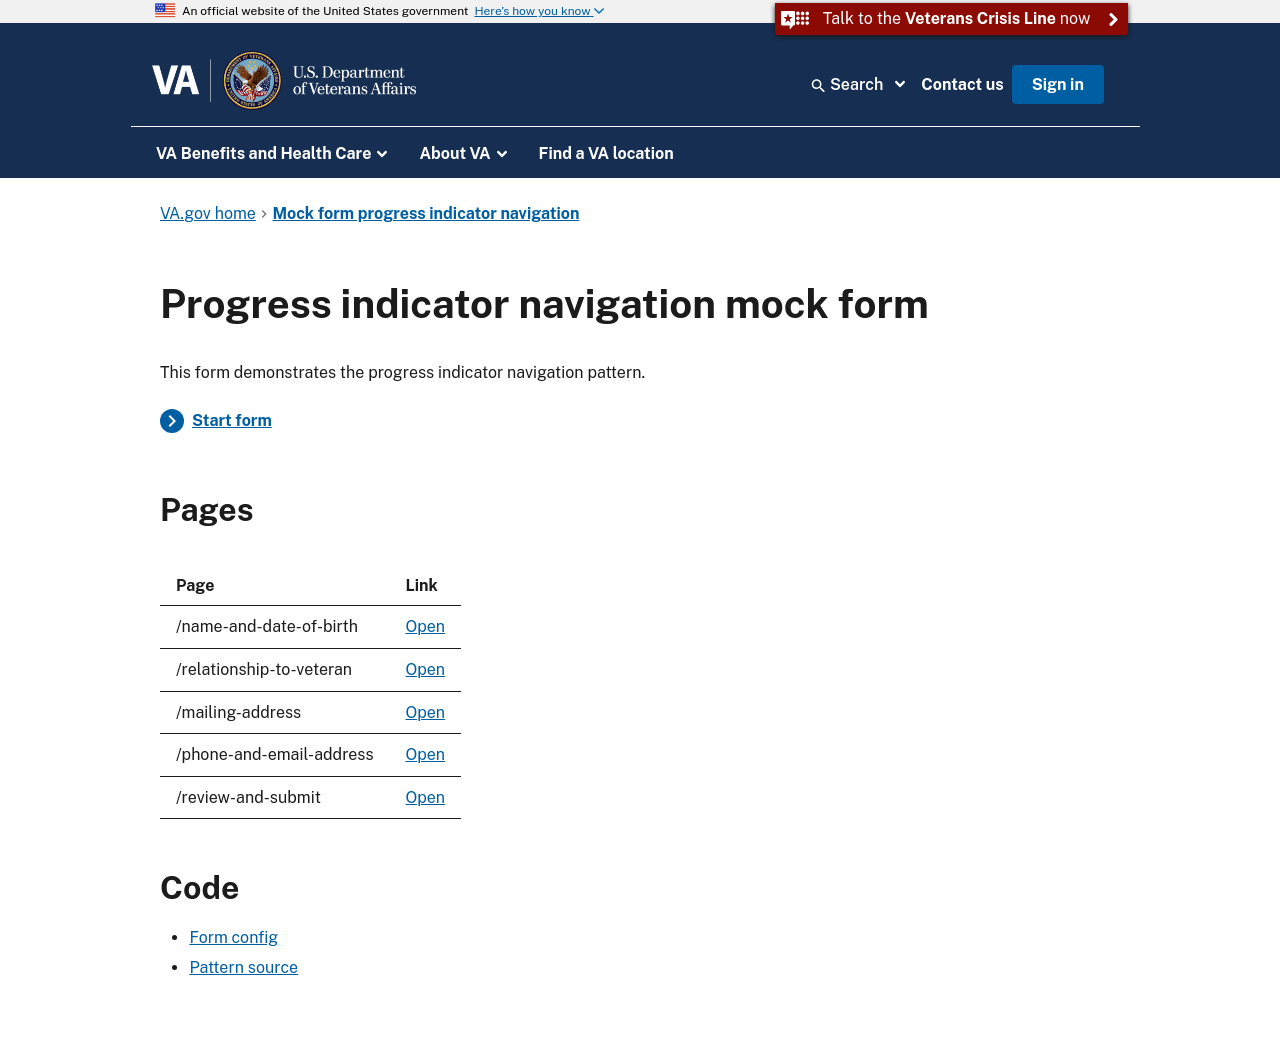 An official website of the United States government Here's how you know
Talk to the Veterans Crisis Line now
VA
U.S. Department
of Veterans Affairs
Search
Contact us
Sign in
VA Benefits and Health Care
About VA
Find a VA location
VA.gov home
Mock form progress indicator navigation
Progress indicator navigation mock form
This form demonstrates the progress indicator navigation pattern.
Start form
Pages
Page Link
/name-and-date-of-birth Open
/relationship-to-veteran Open
/mailing-address Open
/phone-and-email-address Open
/review-and-submit Open
Code
Form config
Pattern source